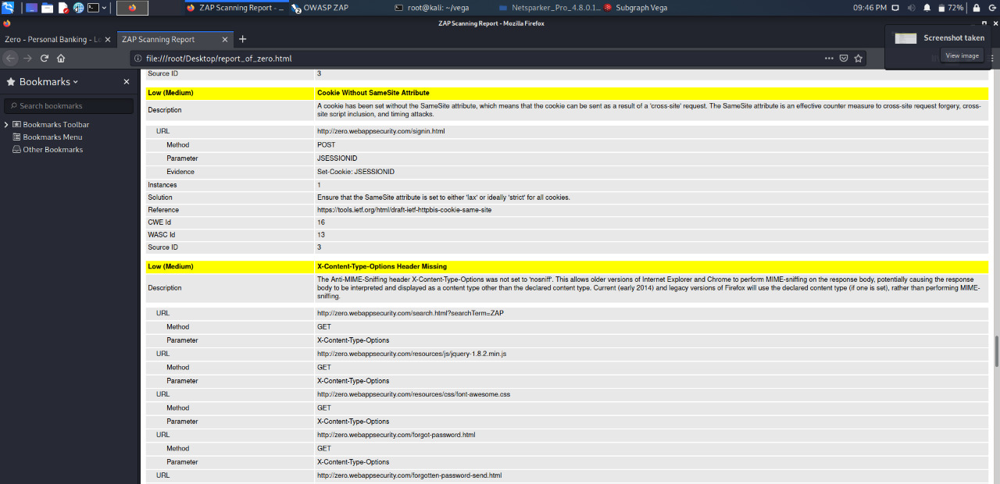 ZAP Scanning Report - ...
OWASP ZAP
root@kali: ~/vega
Netsparker_Pro_4.8.0.1...
Subgraph Vega
09:46 PM
72%
2
ZAP Scanning Report - Mozilla Firefox
Zero - Personal Banking - Lo
ZAP Scanning Report
Screenshot taken
View image
file:///root/Desktop/report_of_zero.html
Bookmarks
Search bookmarks
Bookmarks Toolbar
Bookmarks Menu
Other Bookmarks
Source ID 3
Low (Medium) Cookie Without SameSite Attribute
Description A cookie has been set without the SameSite attribute, which means that the cookie can be sent as a result of a 'cross-site' request. The SameSite attribute is an effective counter measure to cross-site request forgery, cross-
site script inclusion, and timing attacks.
URL http://zero.webappsecurity.com/signin.html
Method POST
Parameter JSESSIONID
Evidence Set-Cookie: JSESSIONID
Instances 1
Solution Ensure that the SameSite attribute is set to either 'lax' or ideally 'strict' for all cookies.
Reference https://tools.ietf.org/html/draft-ietf-httpbis-cookie-same-site
CWE Id 16
WASC Id 13
Source ID 3
Low (Medium) X-Content-Type-Options Header Missing
Description The Anti-MIME-Sniffing header X-Content-Type-Options was not set to 'nosniff'. This allows older versions of Internet Explorer and Chrome to perform MIME-sniffing on the response body, potentially causing the response
body to be interpreted and displayed as a content type other than the declared content type. Current (early 2014) and legacy versions of Firefox will use the declared content type (if one is set), rather than performing MIME-
sniffing.
URL http://zero.webappsecurity.com/search.html?searchTerm=ZAP
Method GET
Parameter X-Content-Type-Options
URL http://zero.webappsecurity.com/resources/js/jquery-1.8.2.min.js
Method GET
Parameter X-Content-Type-Options
URL http://zero.webappsecurity.com/resources/css/font-awesome.css
Method GET
Parameter X-Content-Type-Options
URL http://zero.webappsecurity.com/forgot-password.html
Method GET
Parameter X-Content-Type-Options
URL http://zero.webappsecurity.com/forgotten-password-send.html